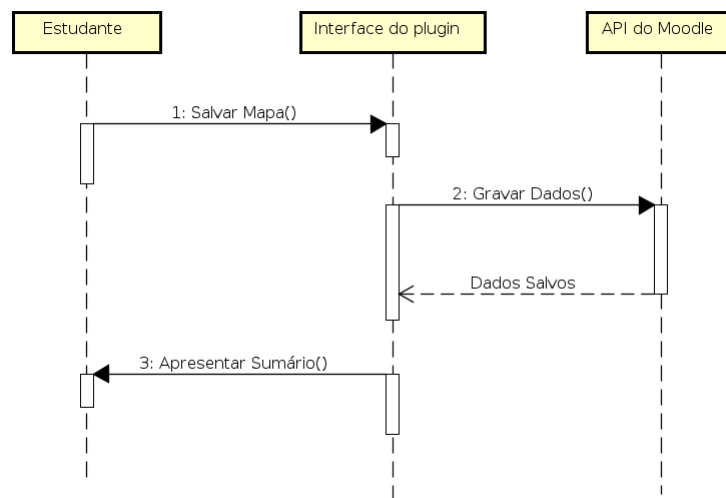 Estudante
Interface do plugin
API do Moodle
1: Salvar Mapa()
2: Gravar Dados()
Dados Salvos
3: Apresentar Sumário()